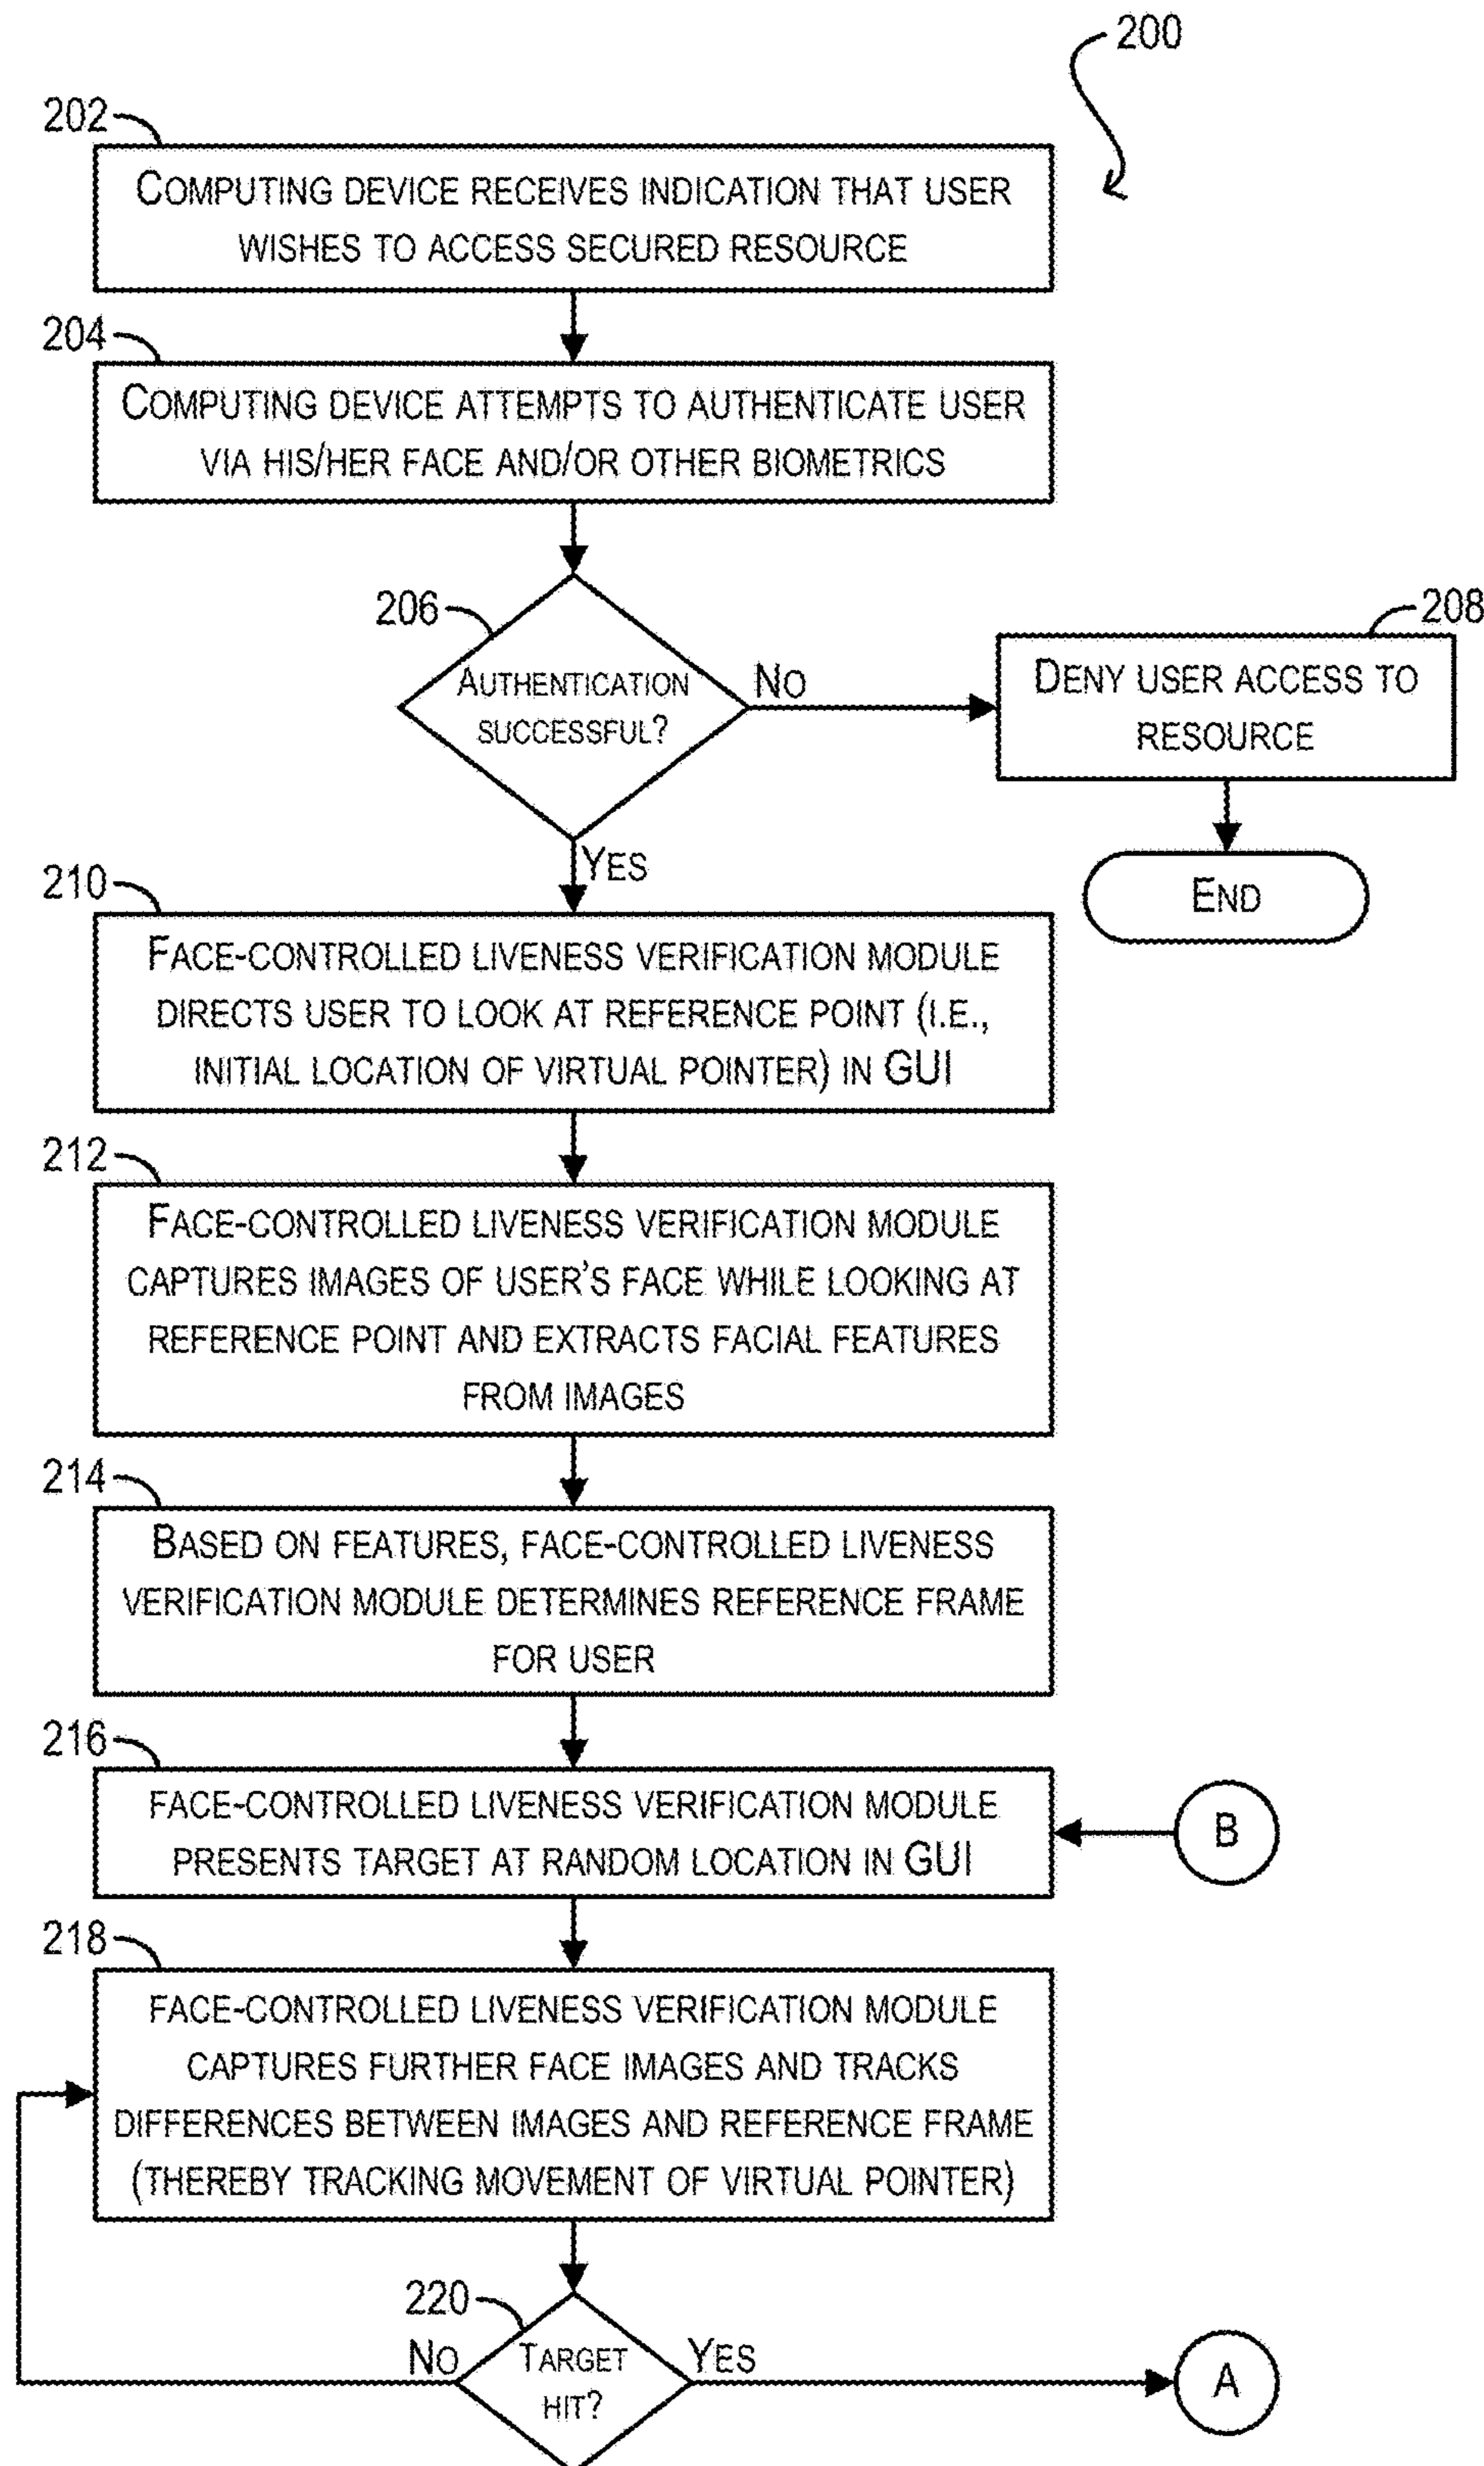 200
202
Computing device receives indication that user
wishes to access secured resource
204
Computing device attempts to authenticate user
via his/her face and/or other biometrics
206
Authentication
successful?
No
208
Deny user access to
resource
End
Yes
210
Face-controlled liveness verification module
directs user to look at reference point (i.e.,
initial location of virtual pointer) in GUI
212
Face-controlled liveness verification module
captures images of user's face while looking at
reference point and extracts facial features
from images
214
Based on features, face-controlled liveness
verification module determines reference frame
for user
216
face-controlled liveness verification module
presents target at random location in GUI
B
218
face-controlled liveness verification module
captures further face images and tracks
differences between images and reference frame
(thereby tracking movement of virtual pointer)
220
No
Target
hit?
Yes
A